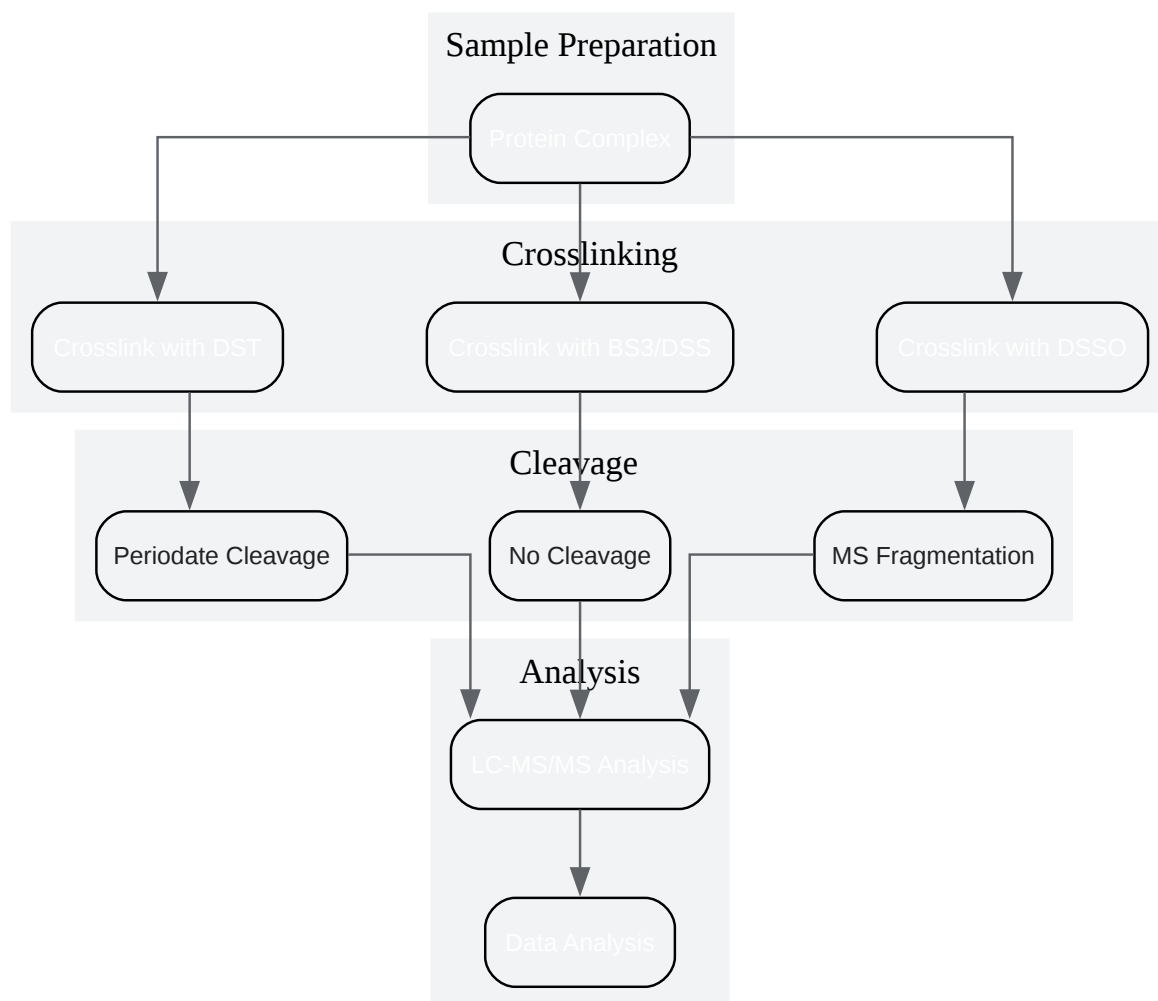 Sample Preparation
Protein Complex
Crosslinking
Crosslink with DST
Crosslink with BS3/DSS
Crosslink with DSSO
Cleavage
Periodate Cleavage
No Cleavage
MS Fragmentation
Analysis
LC-MS/MS Analysis
Data Analysis